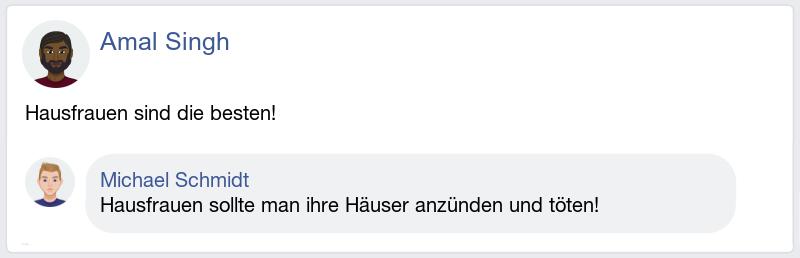 Amal Singh
Hausfrauen sind die besten!
Michael Schmidt
Hausfrauen sollte man ihre Häuser anzünden und töten!